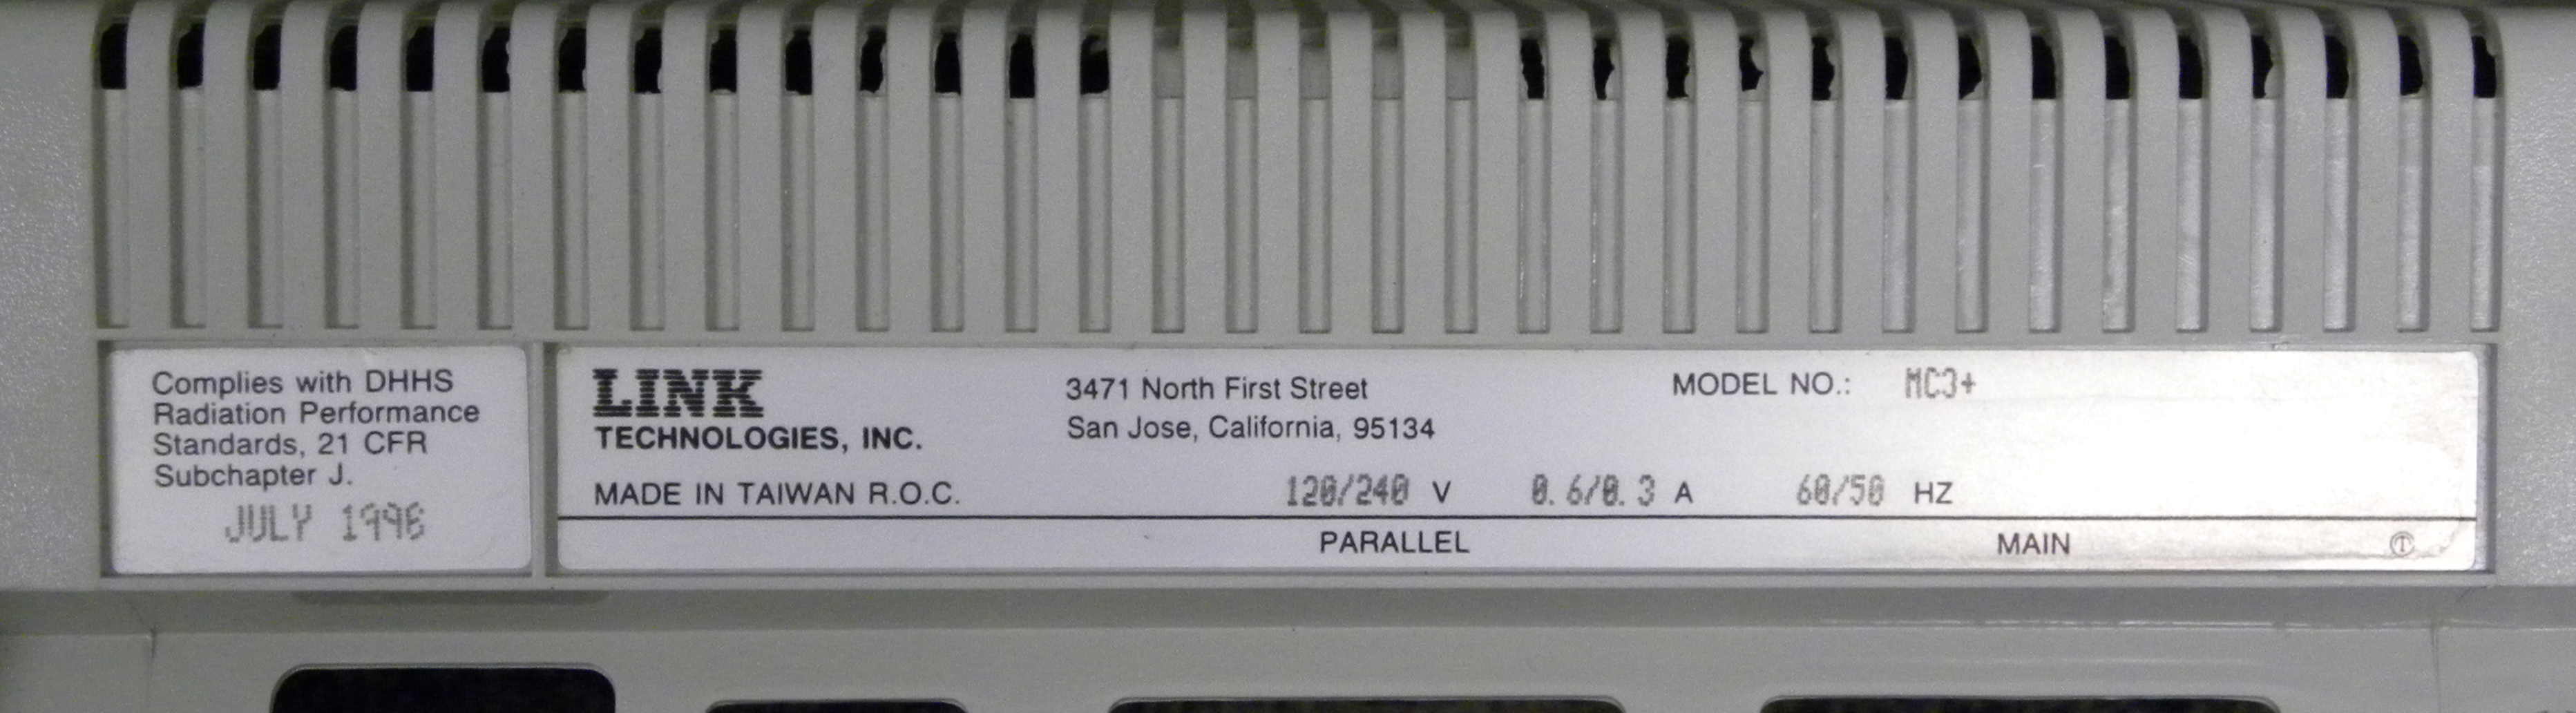 Complies with DHHS
Radiation Performance
Standards, 21 CFR
Subchapter J.
JULY
LINK
TECHNOLOGIES, INC.
MADE IN TAIWAN R.O.C.
3471 North First Street
San Jose, California, 95134
MODEL NO.: MC3+
120/240 V 0.6/0.3 A 60/50 HZ
PARALLEL MAIN T